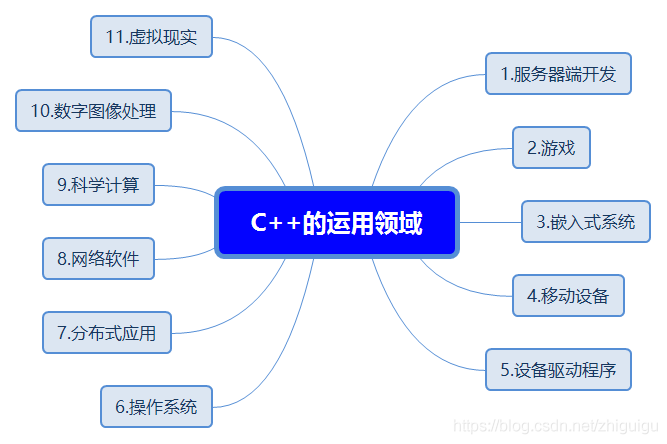 C++的运用领域
1.服务器端开发
2.游戏
3.嵌入式系统
4.移动设备
5.设备驱动程序
6.操作系统
7.分布式应用
8.网络软件
9.科学计算
10.数字图像处理
11.虚拟现实
https://blog.csdn.net/zhiguigu